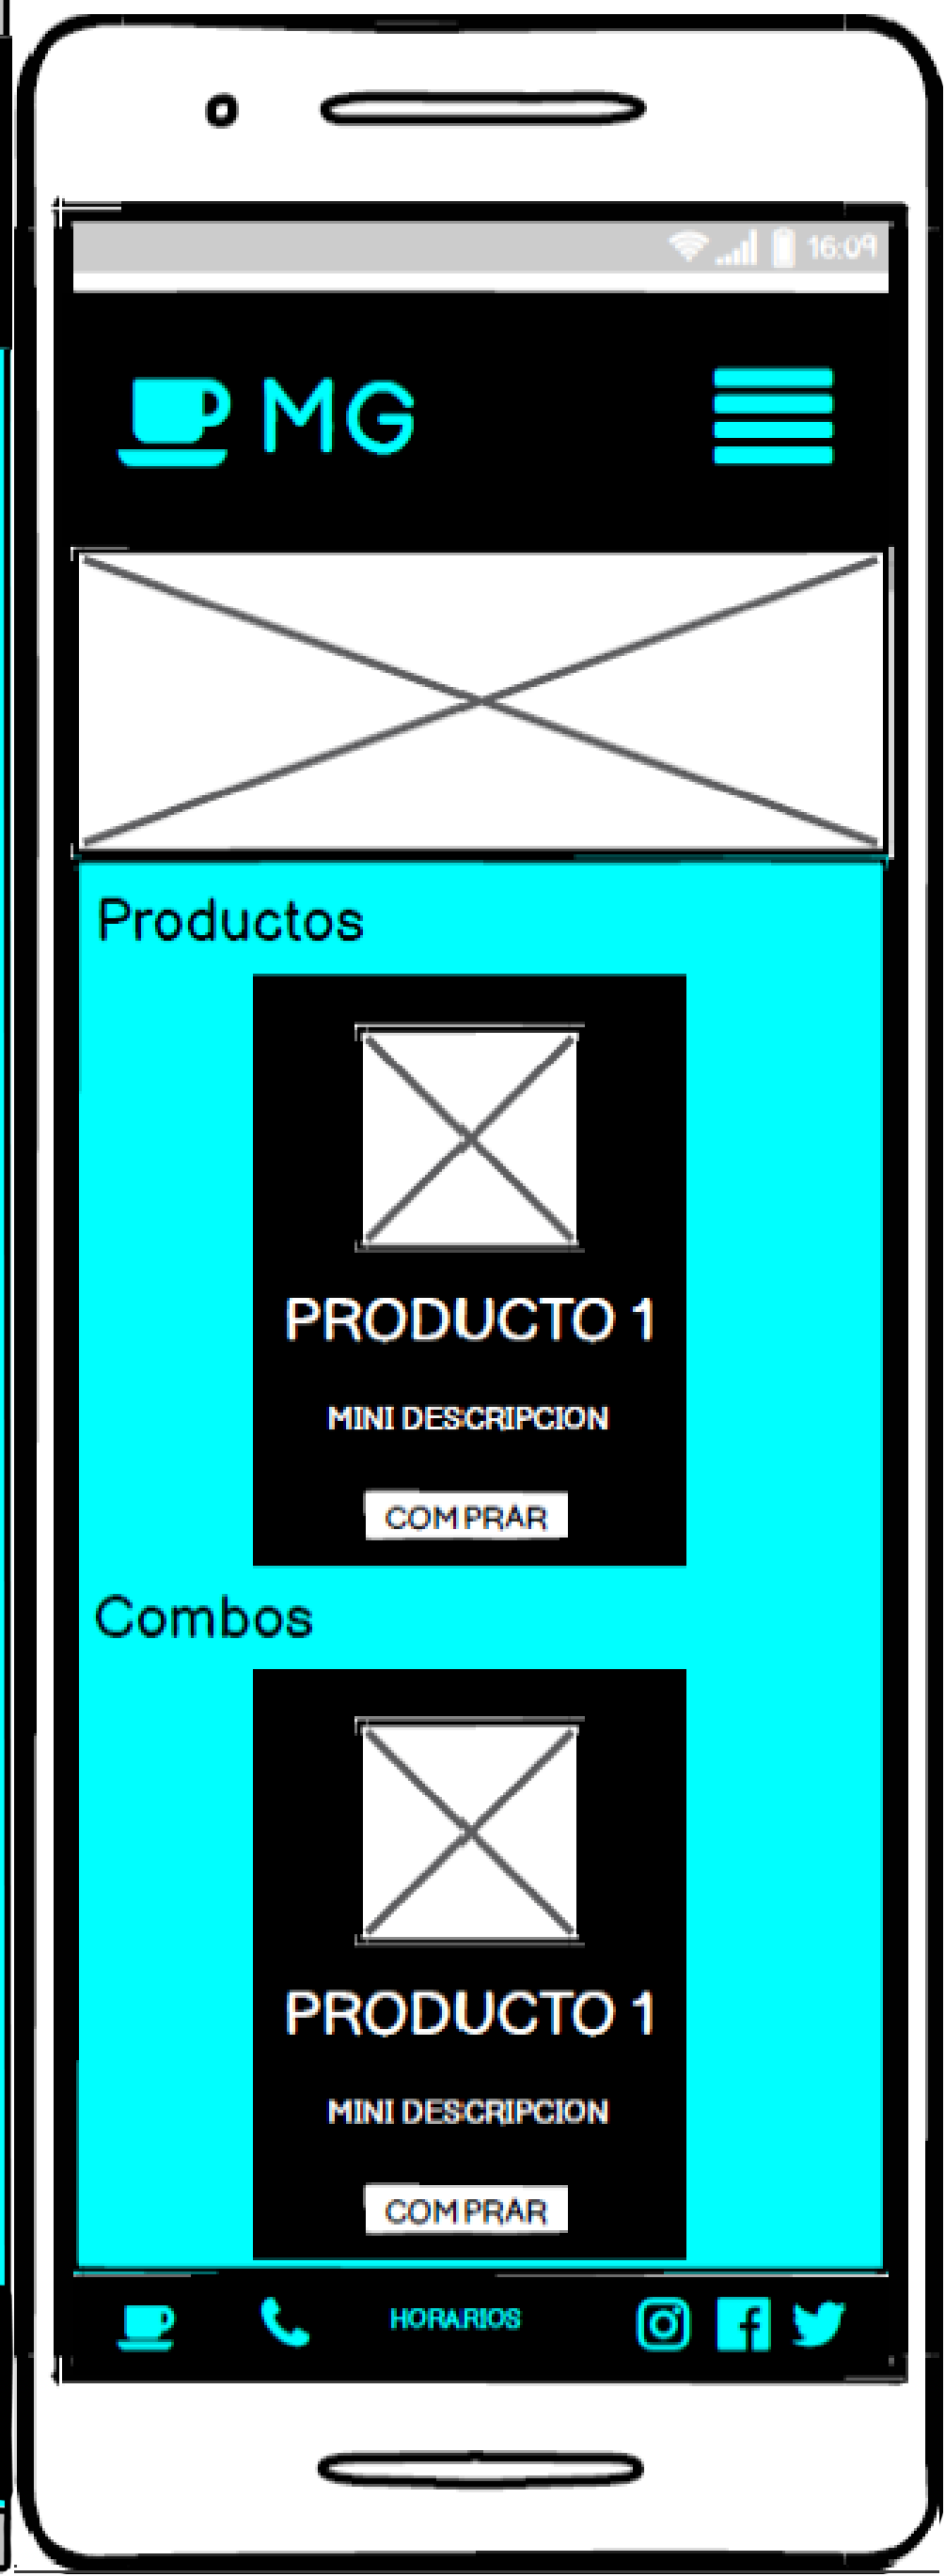 16:09
MG
Productos
PRODUCTO 1
MINI DESCRIPCION
COMPRAR
Combos
PRODUCTO 1
MINI DESCRIPCION
COMPRAR
HORARIOS